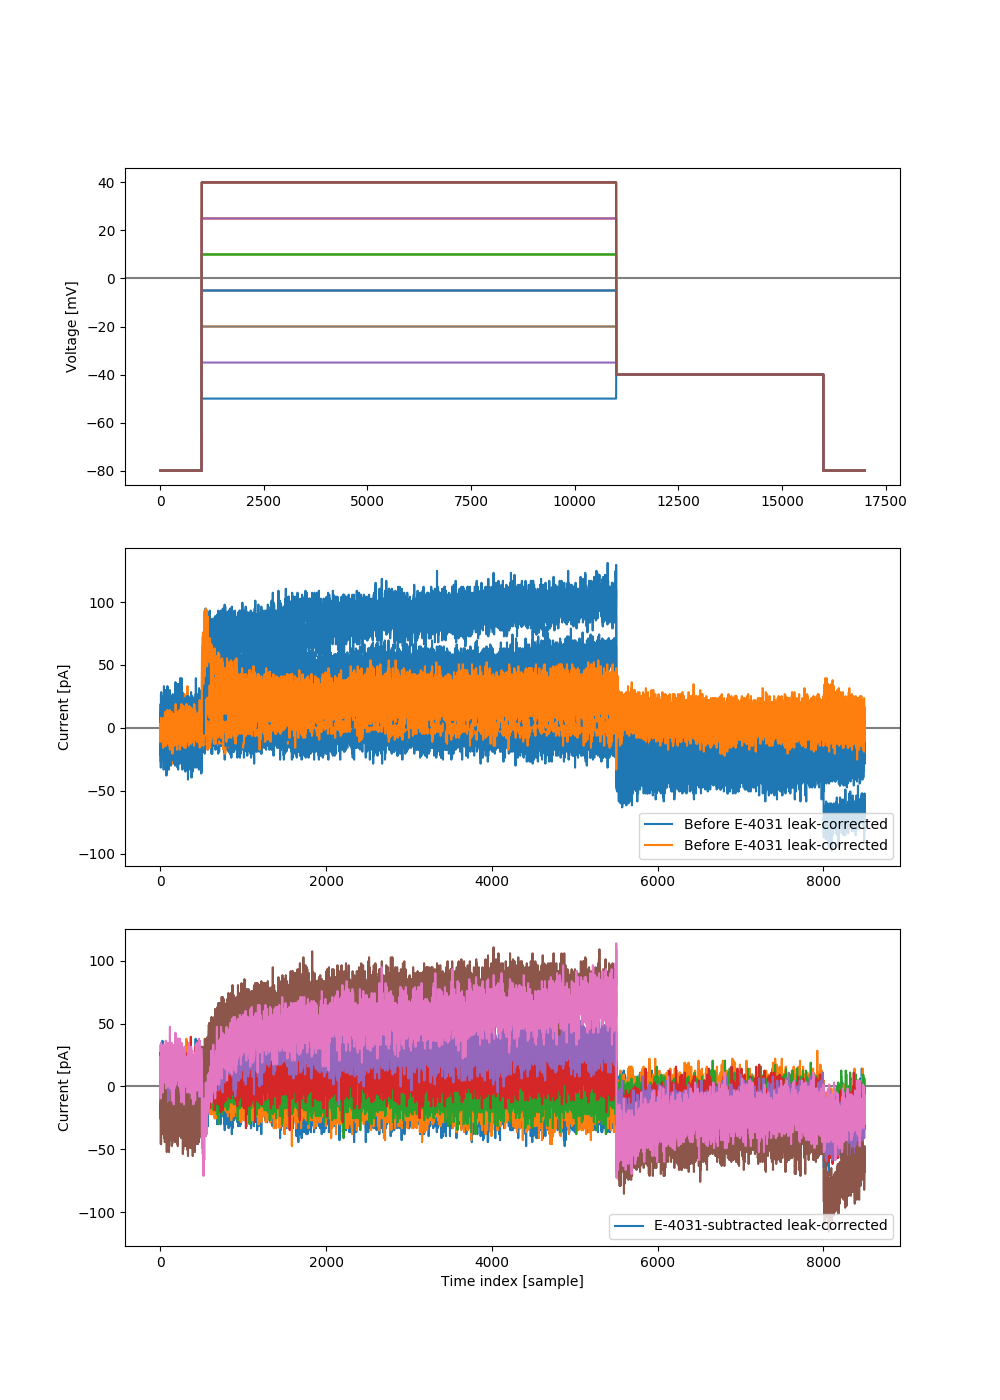 40
20
0
−20
−40
−60
−80
Voltage [mV]
0 2500 5000 7500 10000 12500 15000 17500
100
50
0
−50
−100
Current [pA]
Before E-4031 leak-corrected
Before E-4031 leak-corrected
0 2000 4000 6000 8000
100
50
0
−50
−100
Current [pA]
E-4031-subtracted leak-corrected
0 2000 4000 6000 8000
Time index [sample]